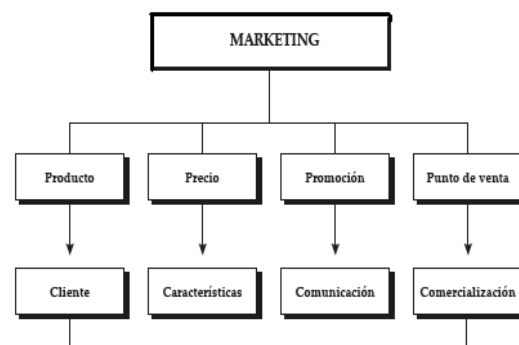 MARKETING
Producto
Precio
Promoción
Punto de venta
Cliente
Características
Comunicación
Comercialización